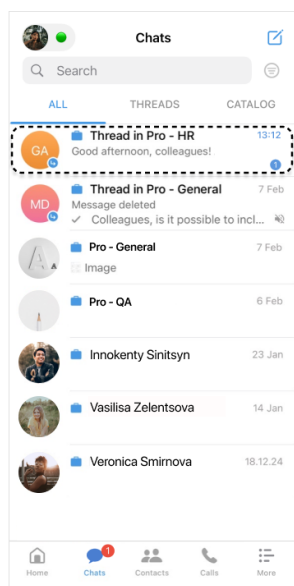 Chats
Search
ALL THREADS CATALOG
GA
Thread in Pro - HR 13:12
Good afternoon, colleagues!
1
MD
Thread in Pro - General 7 Feb
Message deleted
Colleagues, is it possible to incl...
Pro - General 7 Feb
Image
Pro - QA 6 Feb
Innokenty Sinitsyn 23 Jan
Vasilisa Zelentsova 14 Jan
Veronica Smirnova 18.12.24
1
Home Chats Contacts Calls More